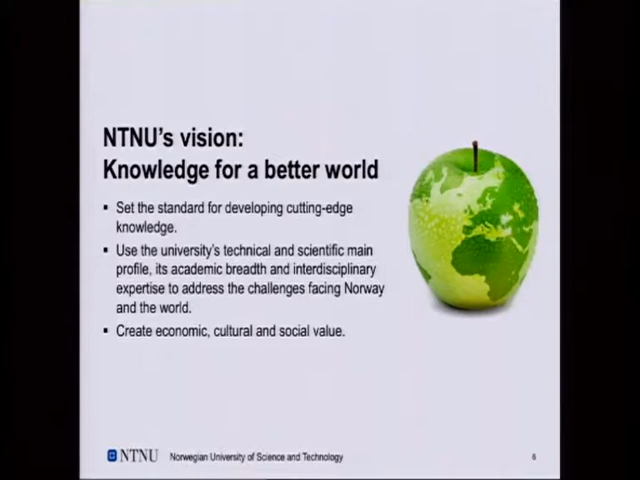 NTNU's vision:
Knowledge for a better world
▪ Set the standard for developing cutting-edge
knowledge.
▪ Use the university's technical and scientific main
profile, its academic breadth and interdisciplinary
expertise to address the challenges facing Norway
and the world.
▪ Create economic, cultural and social value.
NTNU Norwegian University of Science and Technology 6